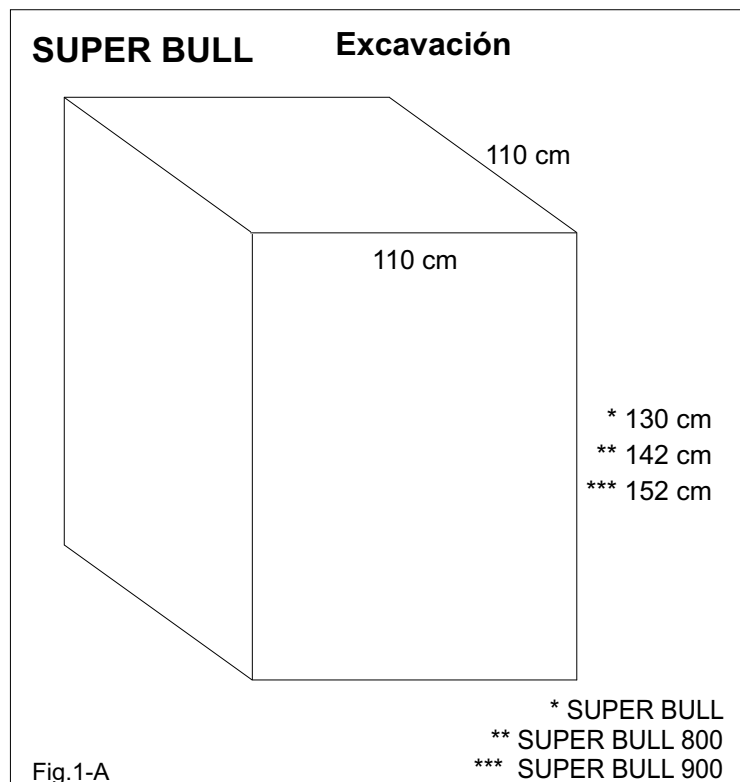 SUPER BULL Excavación
110 cm
110 cm
* 130 cm
** 142 cm
*** 152 cm
* SUPER BULL
** SUPER BULL 800
*** SUPER BULL 900
Fig.1-A